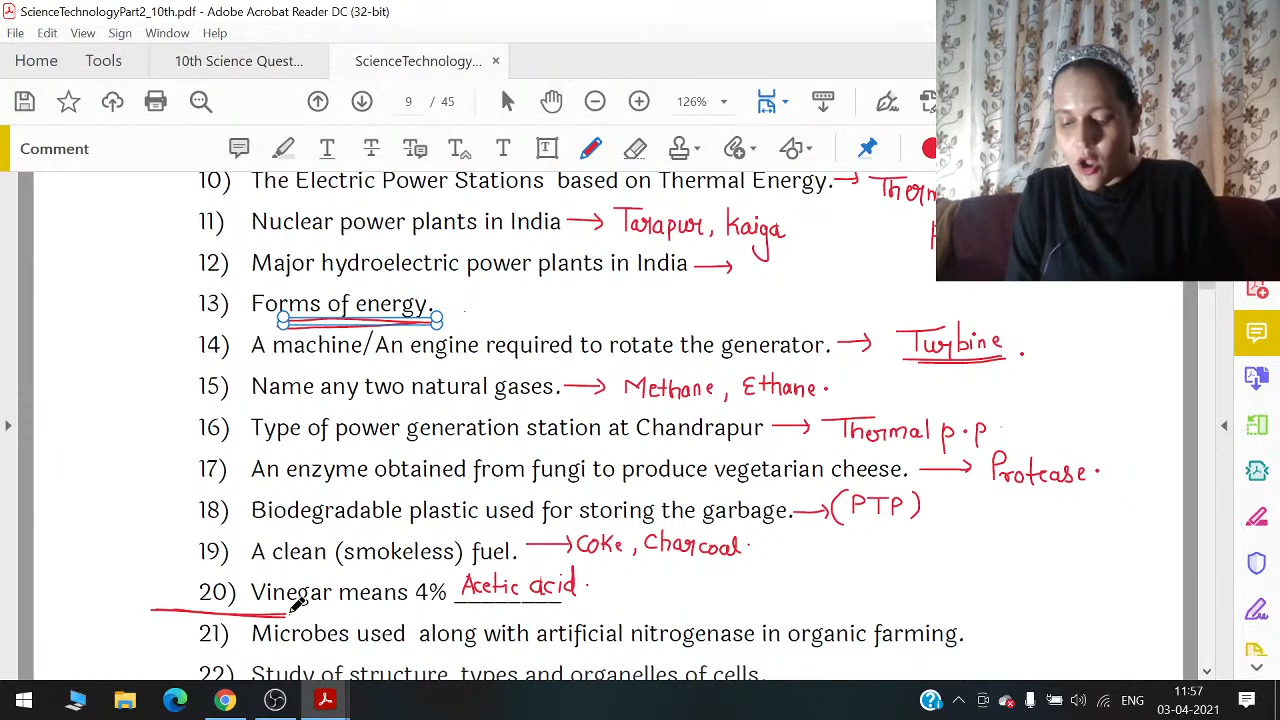 ScienceTechnologyPart2_10th.pdf - Adobe Acrobat Reader DC (32-bit)
File Edit View Sign Window Help
Home Tools 10th Science Quest... ScienceTechnology... ×
9 / 45 126%
Comment
10) The Electric Power Stations based on Thermal Energy. → Therm
11) Nuclear power plants in India → Tarapur, Kaiga
12) Major hydroelectric power plants in India →
13) Forms of energy.
14) A machine/An engine required to rotate the generator. → Turbine.
15) Name any two natural gases. → Methane, Ethane.
16) Type of power generation station at Chandrapur → Thermal p.p
17) An enzyme obtained from fungi to produce vegetarian cheese. → Protease.
18) Biodegradable plastic used for storing the garbage. → (PTP)
19) A clean (smokeless) fuel. → Coke, Charcoal.
20) Vinegar means 4% Acetic acid.
21) Microbes used along with artificial nitrogenase in organic farming.
22) Study of structure, types and organelles of cells.
ENG
11:57
03-04-2021